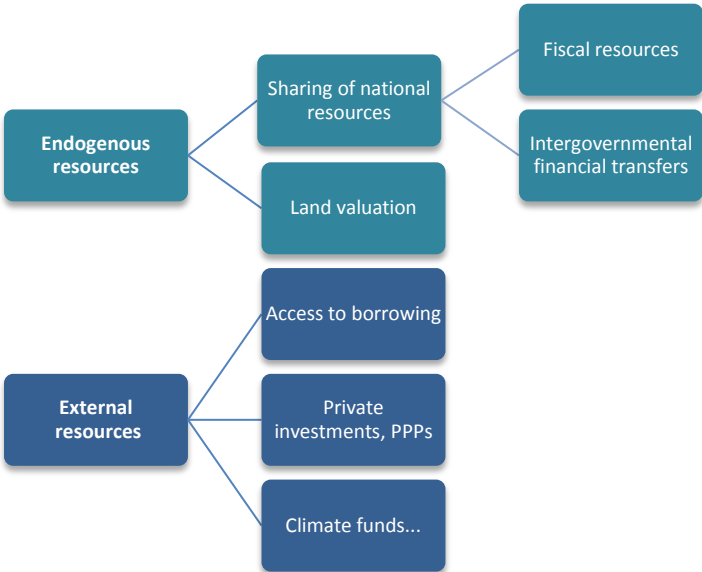 Endogenous
resources
Sharing of national
resources
Fiscal resources
Intergovernmental
financial transfers
Land valuation
External
resources
Access to borrowing
Private
investments, PPPs
Climate funds...